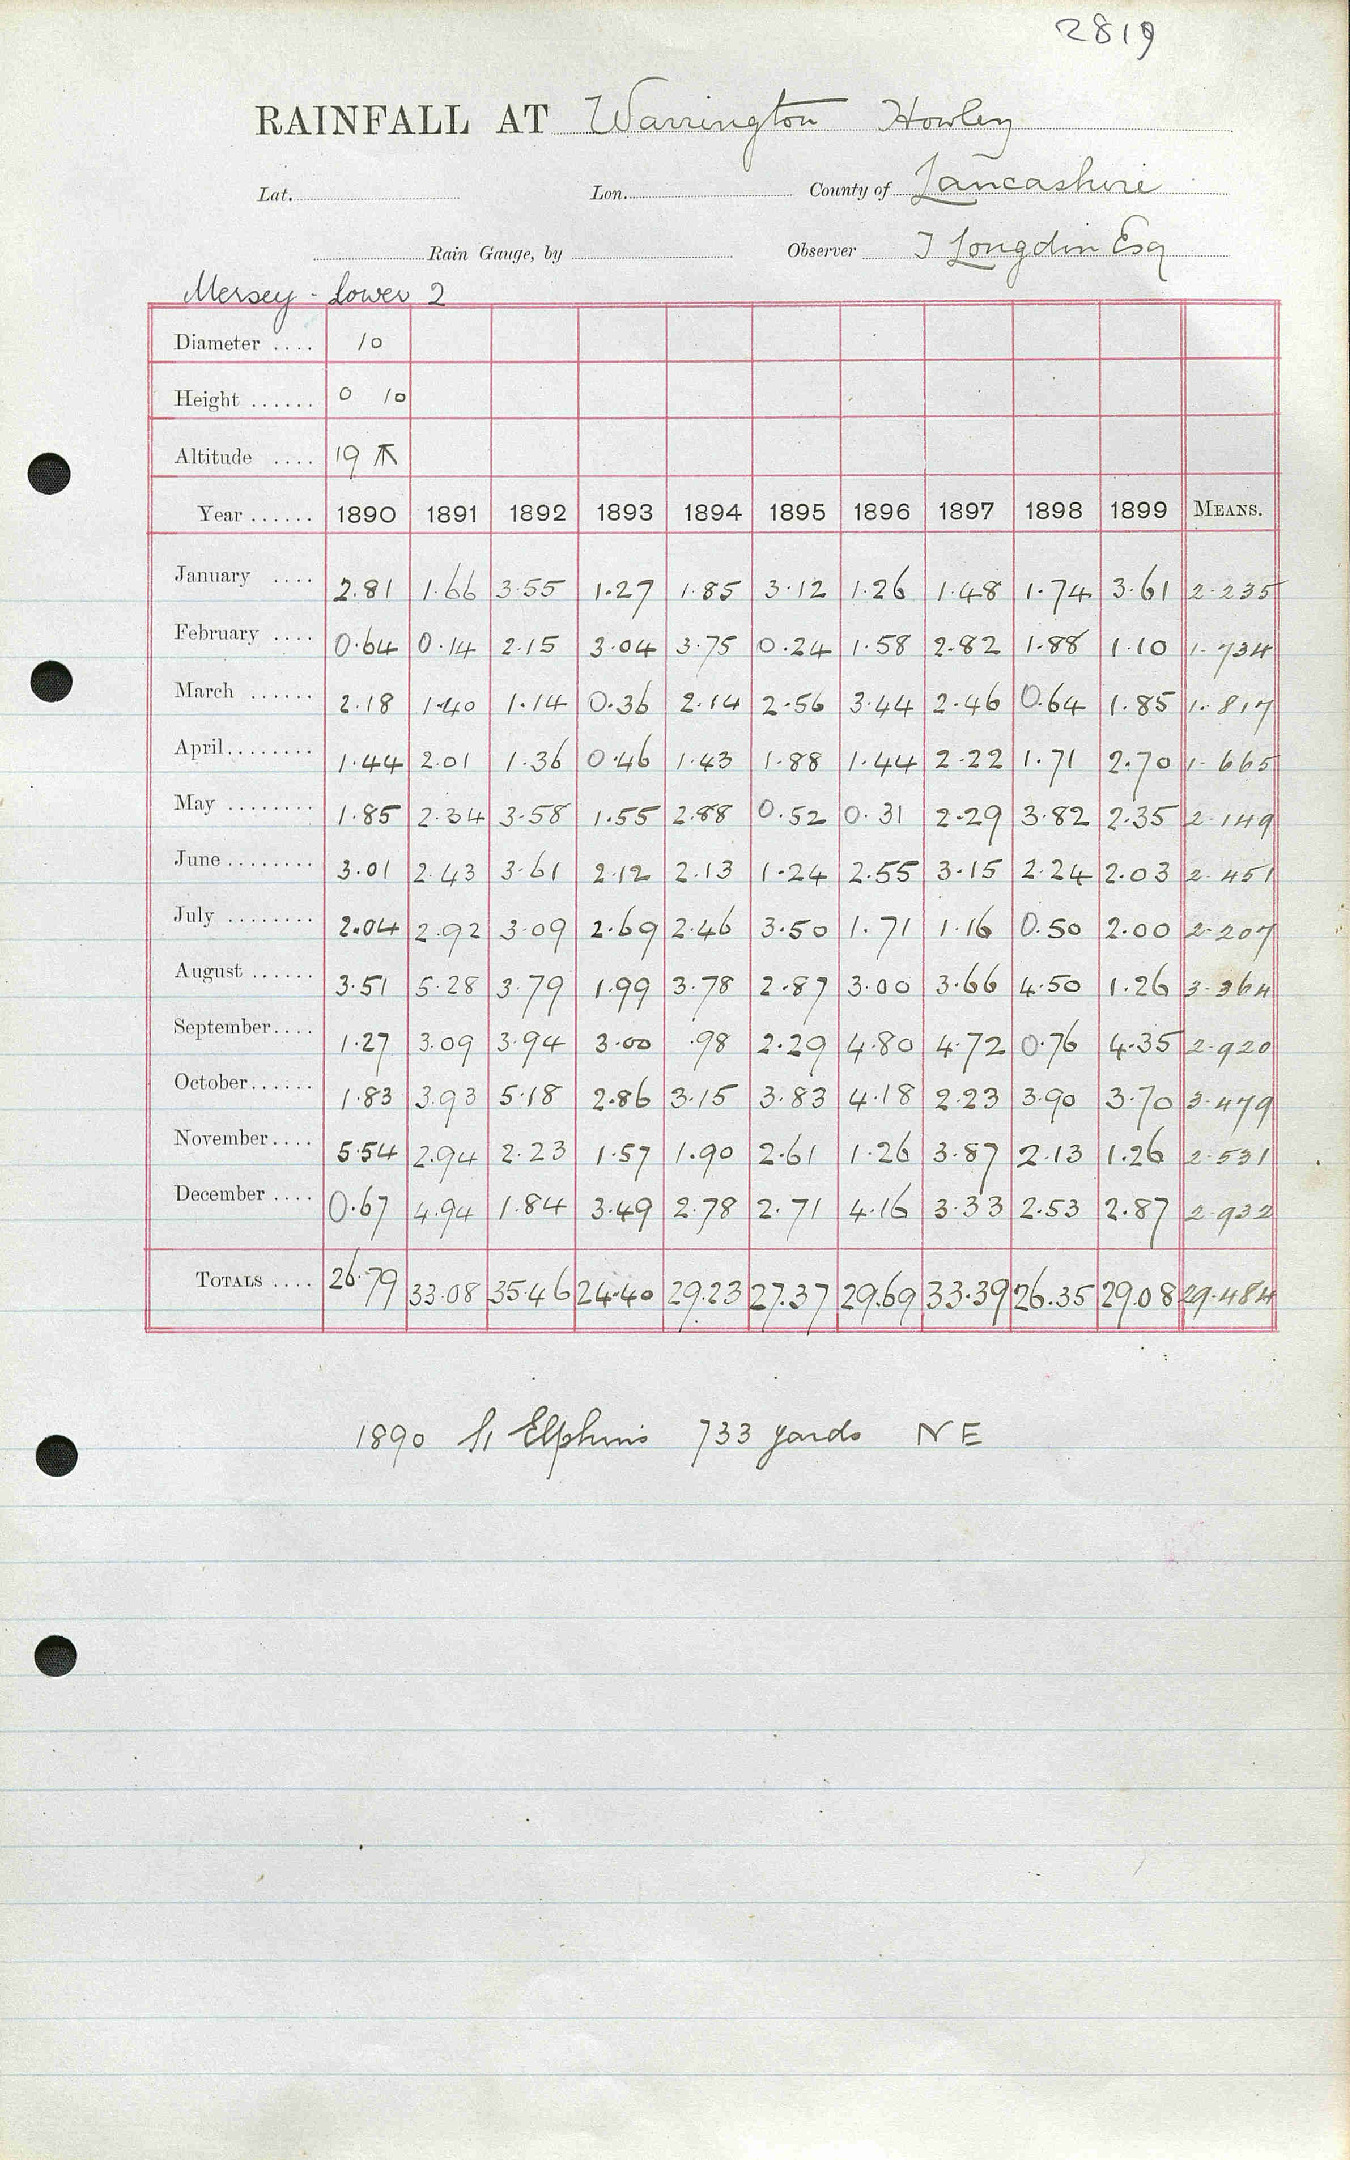 2819
RAINFALL AT Warrington Howley
Lat. Lon. County of Lancashire
Rain Gauge, by Observer J Longdin Esq
Mersey - Lower 2
Diameter .... 10
Height ...... 0 10
Altitude .... 19
Year ...... 1890 1891 1892 1893 1894 1895 1896 1897 1898 1899 MEANS.
January .... 2.81 1.66 3.55 1.27 1.85 3.12 1.26 1.48 1.74 3.61 2.235
February .... 0.64 0.14 2.15 3.04 3.75 0.24 1.58 2.82 1.88 1.10 1.734
March ...... 2.18 1.40 1.14 0.36 2.14 2.56 3.44 2.46 0.64 1.85 1.817
April........ 1.44 2.01 1.36 0.46 1.43 1.88 1.44 2.22 1.71 2.70 1.665
May ........ 1.85 2.34 3.58 1.55 2.88 0.52 0.31 2.29 3.82 2.35 2.149
June ........ 3.01 2.43 3.61 2.12 2.13 1.24 2.55 3.15 2.24 2.03 2.451
July ........ 2.04 2.92 3.09 2.69 2.46 3.50 1.71 1.16 0.50 2.00 2.207
August ...... 3.51 5.28 3.79 1.99 3.78 2.87 3.00 3.66 4.50 1.26 3.364
September.... 1.27 3.09 3.94 3.00 .98 2.29 4.80 4.72 0.76 4.35 2.920
October...... 1.83 3.93 5.18 2.86 3.15 3.83 4.18 2.23 3.90 3.70 3.479
November.... 5.54 2.94 2.23 1.57 1.90 2.61 1.26 3.87 2.13 1.26 2.531
December .... 0.67 4.94 1.84 3.49 2.78 2.71 4.16 3.33 2.53 2.87 2.932
TOTALS .... 26.79 33.08 35.46 24.40 29.23 27.37 29.69 33.39 26.35 29.08 29.484
1890 St Elphins 733 yards NE